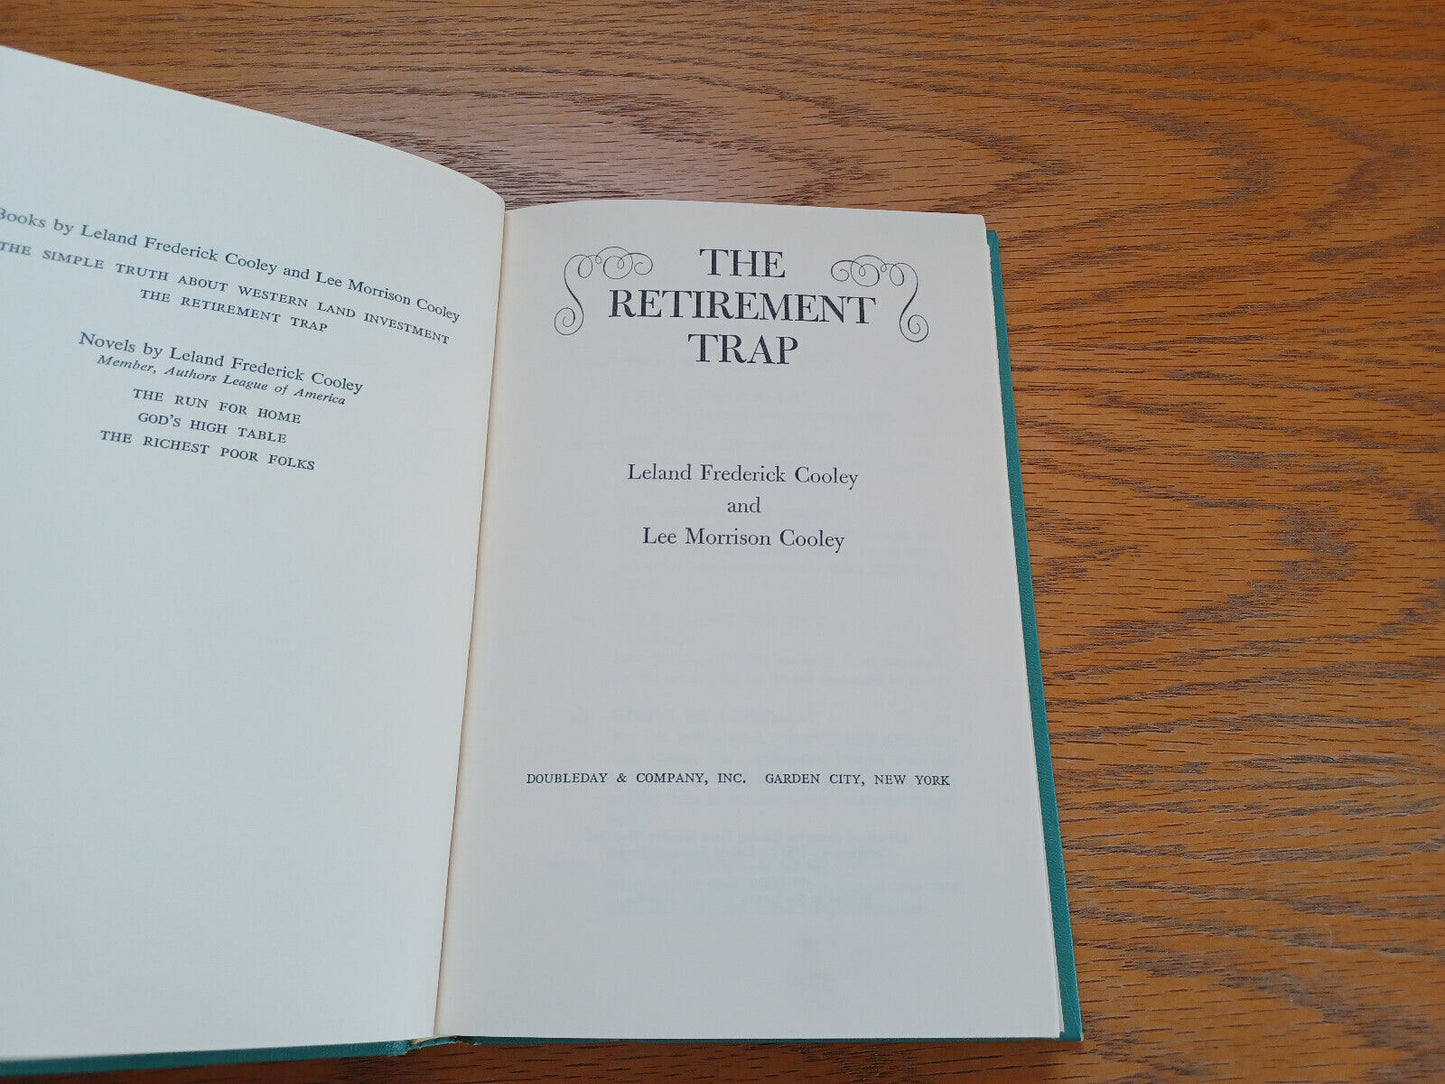 Books by Leland Frederick Cooley and Lee Morrison Cooley
THE SIMPLE TRUTH ABOUT WESTERN LAND INVESTMENT
THE RETIREMENT TRAP
Novels by Leland Frederick Cooley
Member, Authors League of America
THE RUN FOR HOME
GOD'S HIGH TABLE
THE RICHEST POOR FOLKS
THE
RETIREMENT
TRAP
Leland Frederick Cooley
and
Lee Morrison Cooley
DOUBLEDAY & COMPANY, INC. GARDEN CITY, NEW YORK